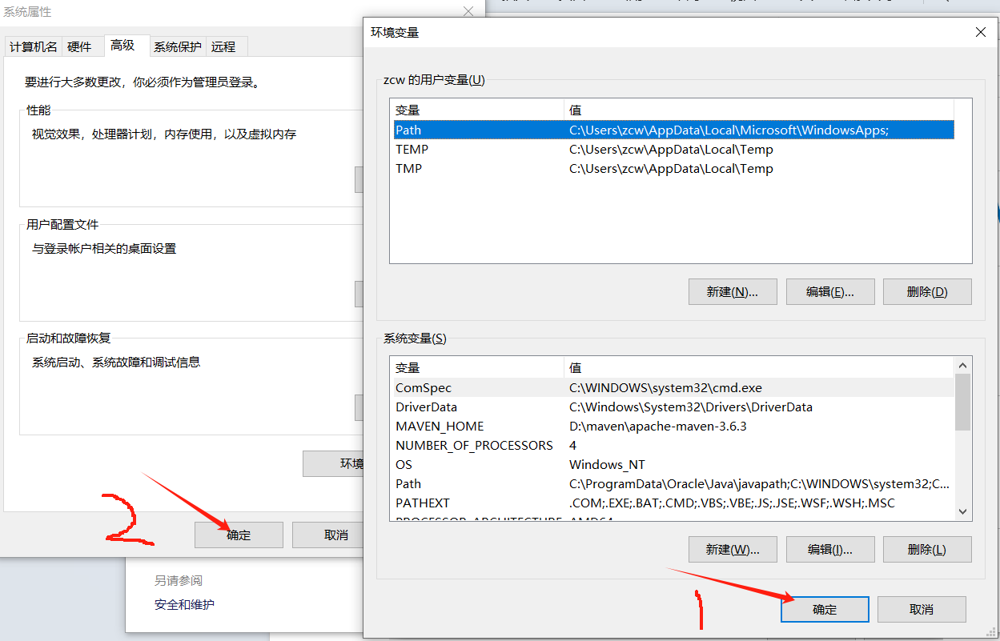 系统属性
计算机名 硬件 高级 系统保护 远程
要进行大多数更改，你必须作为管理员登录。
性能
视觉效果，处理器计划，内存使用，以及虚拟内存
用户配置文件
与登录帐户相关的桌面设置
启动和故障恢复
系统启动、系统故障和调试信息
环境
2
确定 取消
另请参阅
安全和维护
环境变量
zcw 的用户变量(U)
变量 值
Path C:\Users\zcw\AppData\Local\Microsoft\WindowsApps;
TEMP C:\Users\zcw\AppData\Local\Temp
TMP C:\Users\zcw\AppData\Local\Temp
新建(N)... 编辑(E)... 删除(D)
系统变量(S)
变量 值
ComSpec C:\WINDOWS\system32\cmd.exe
DriverData C:\Windows\System32\Drivers\DriverData
MAVEN_HOME D:\maven\apache-maven-3.6.3
NUMBER_OF_PROCESSORS 4
OS Windows_NT
Path C:\ProgramData\Oracle\Java\javapath;C:\WINDOWS\system32;C...
PATHEXT .COM;.EXE;.BAT;.CMD;.VBS;.VBE;.JS;.JSE;.WSF;.WSH;.MSC
PROCESSOR_ARCHITECTURE AMD64
新建(W)... 编辑(I)... 删除(L)
1
确定 取消